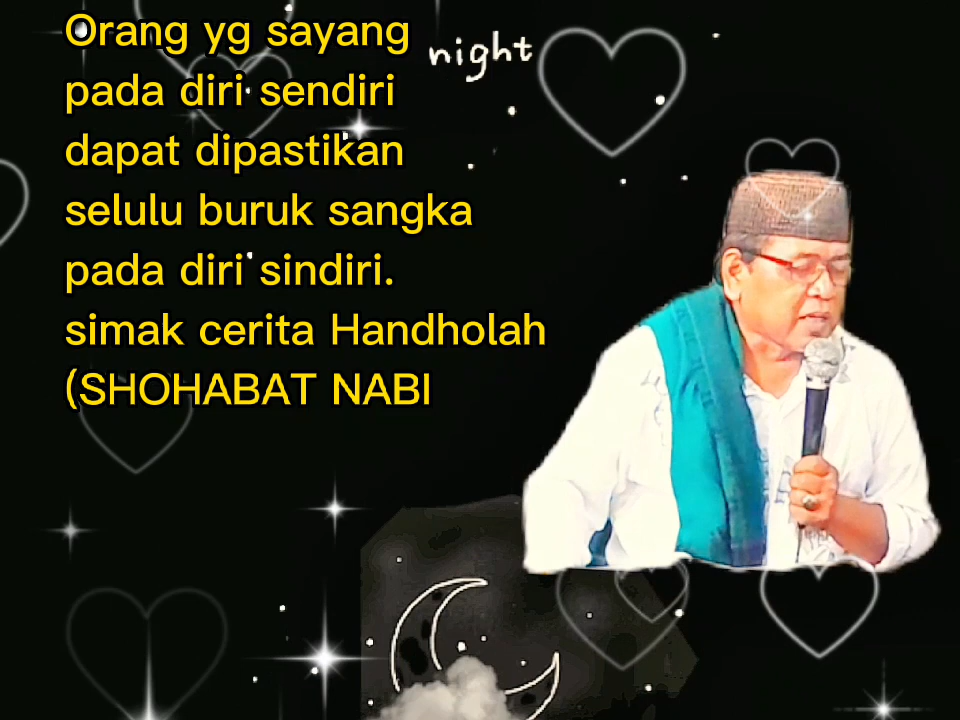 Orang yg sayang
night
pada diri sendiri
dapat dipastikan
selulu buruk sangka
pada diri sindiri.
simak cerita Handholah
(SHOHABAT NABI